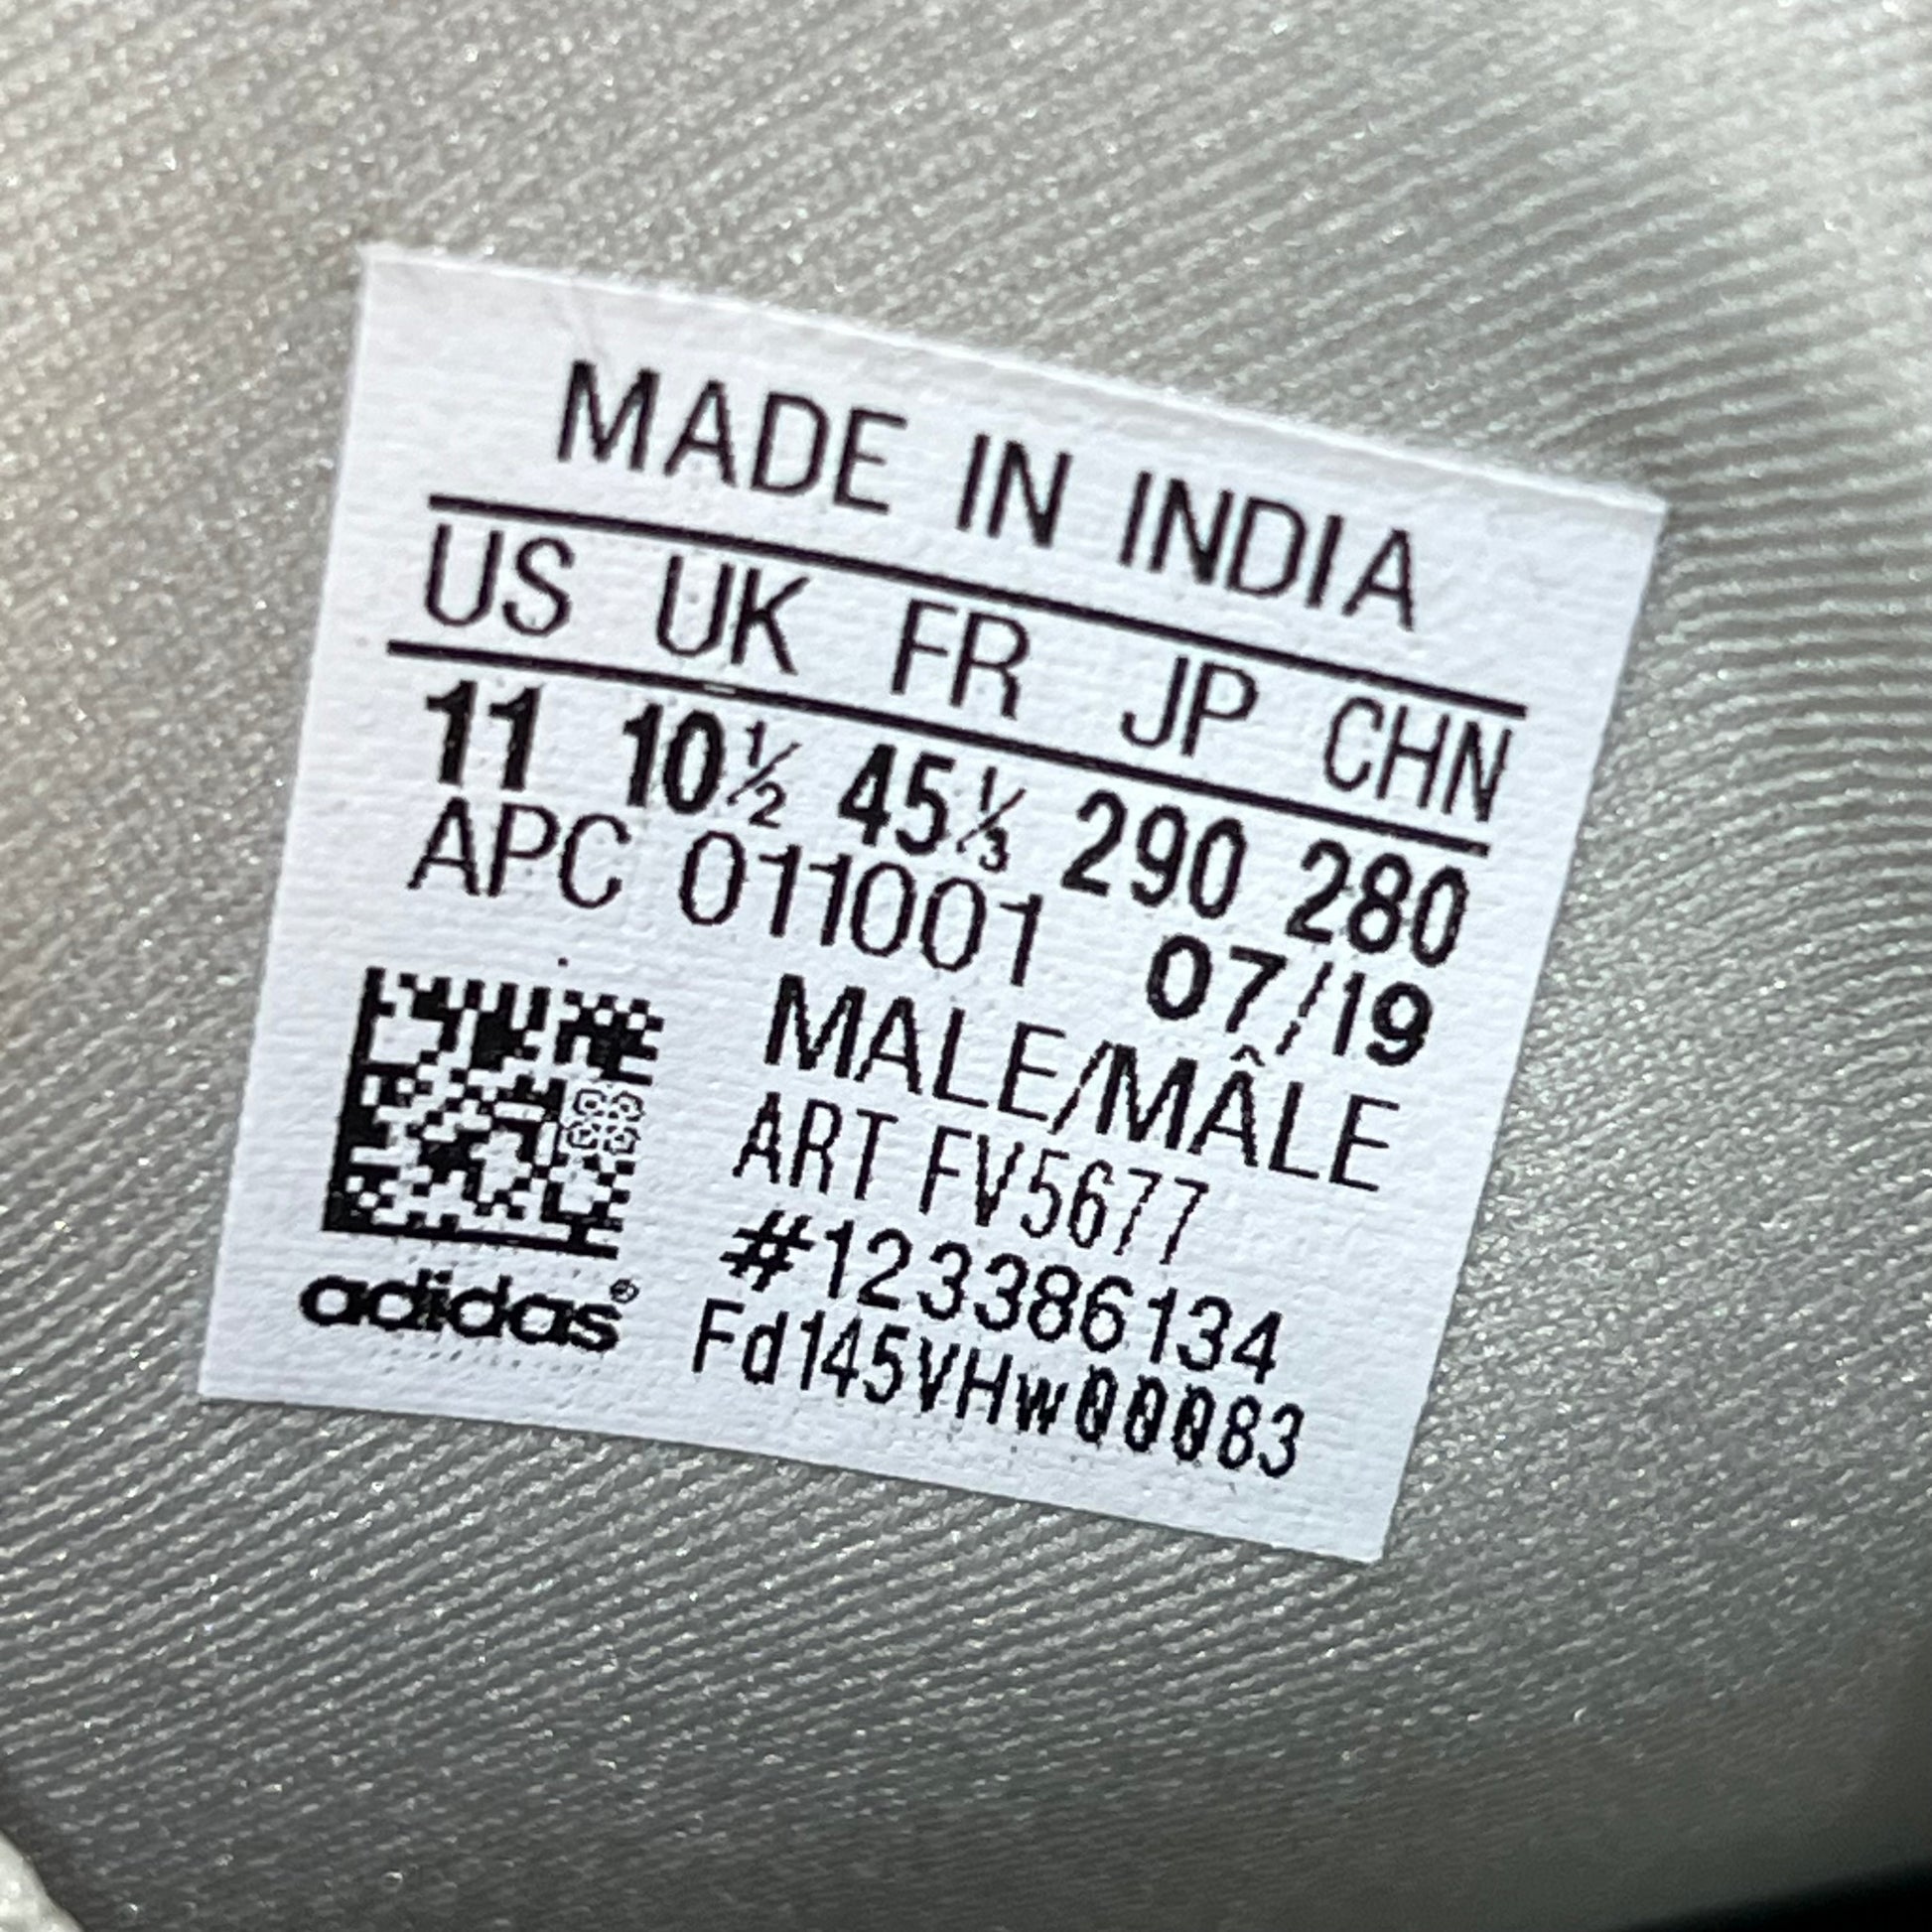 MADE IN INDIA
US UK FR JP CHN
11 10½ 45⅓ 290 280
APC 011001 07/19
MALE/MÂLE
ART FV5677
#123386134
Fd145VHw00083
adidas®